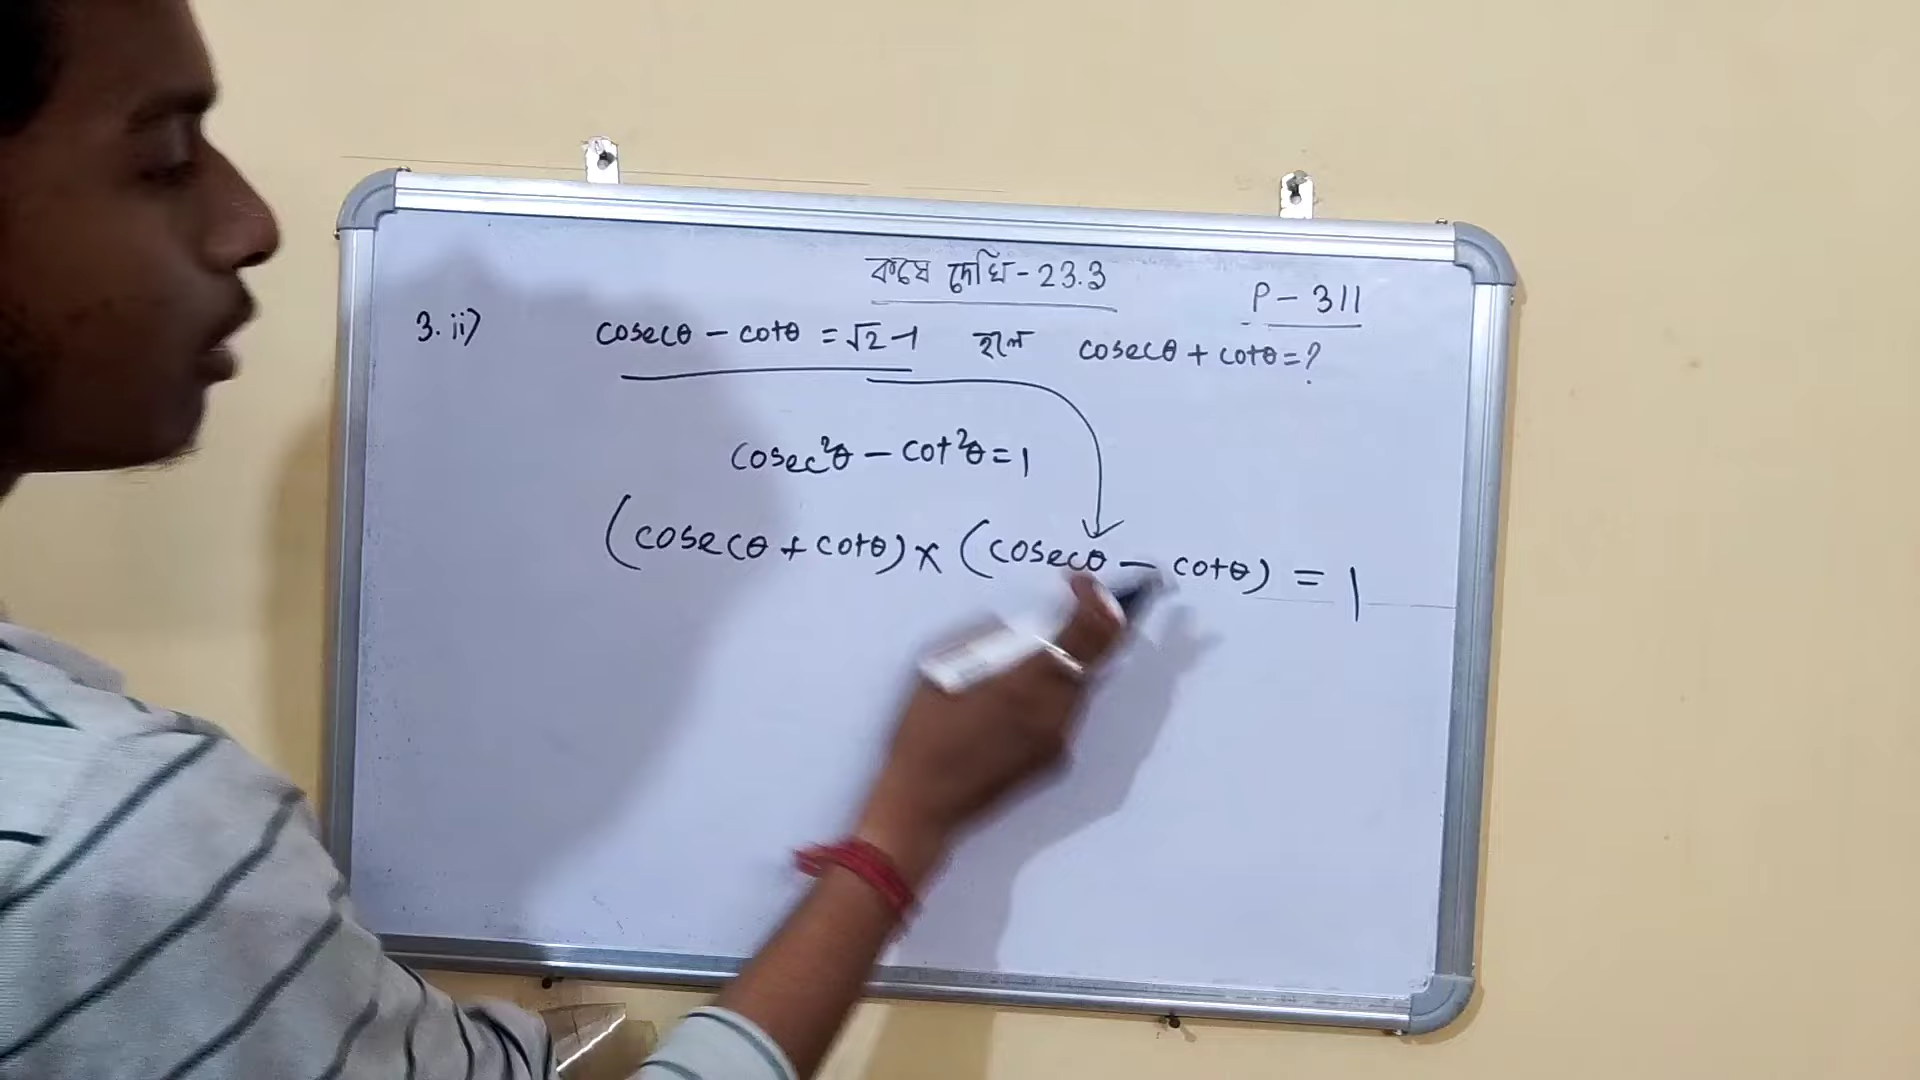 কষে দেখি - 23.3
P - 311
3. ii) cosecθ - cotθ = √2 -1 হলে cosecθ + cotθ = ?
cosec²θ - cot²θ = 1
(cosecθ + cotθ) × (cosecθ - cotθ) = 1